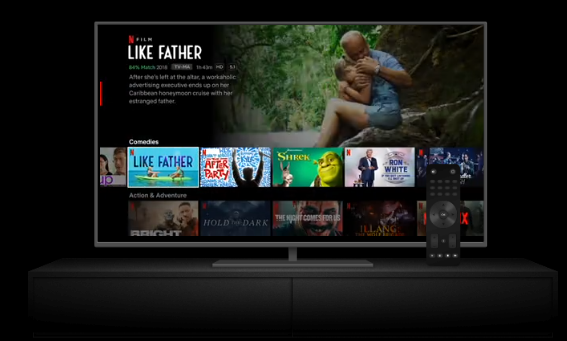 N FILM
LIKE FATHER
84% Match 2018 TV-MA 1h 43m HD 5.1
After she's left at the altar, a workaholic
advertising executive ends up on her
Caribbean honeymoon cruise with her
estranged father.
Comedies
LIKE FATHER
THE AFTER PARTY
SHREK
RON WHITE
Action & Adventure
BRIGHT
HOLD THE DARK
THE NIGHT COMES FOR US
ILLANG